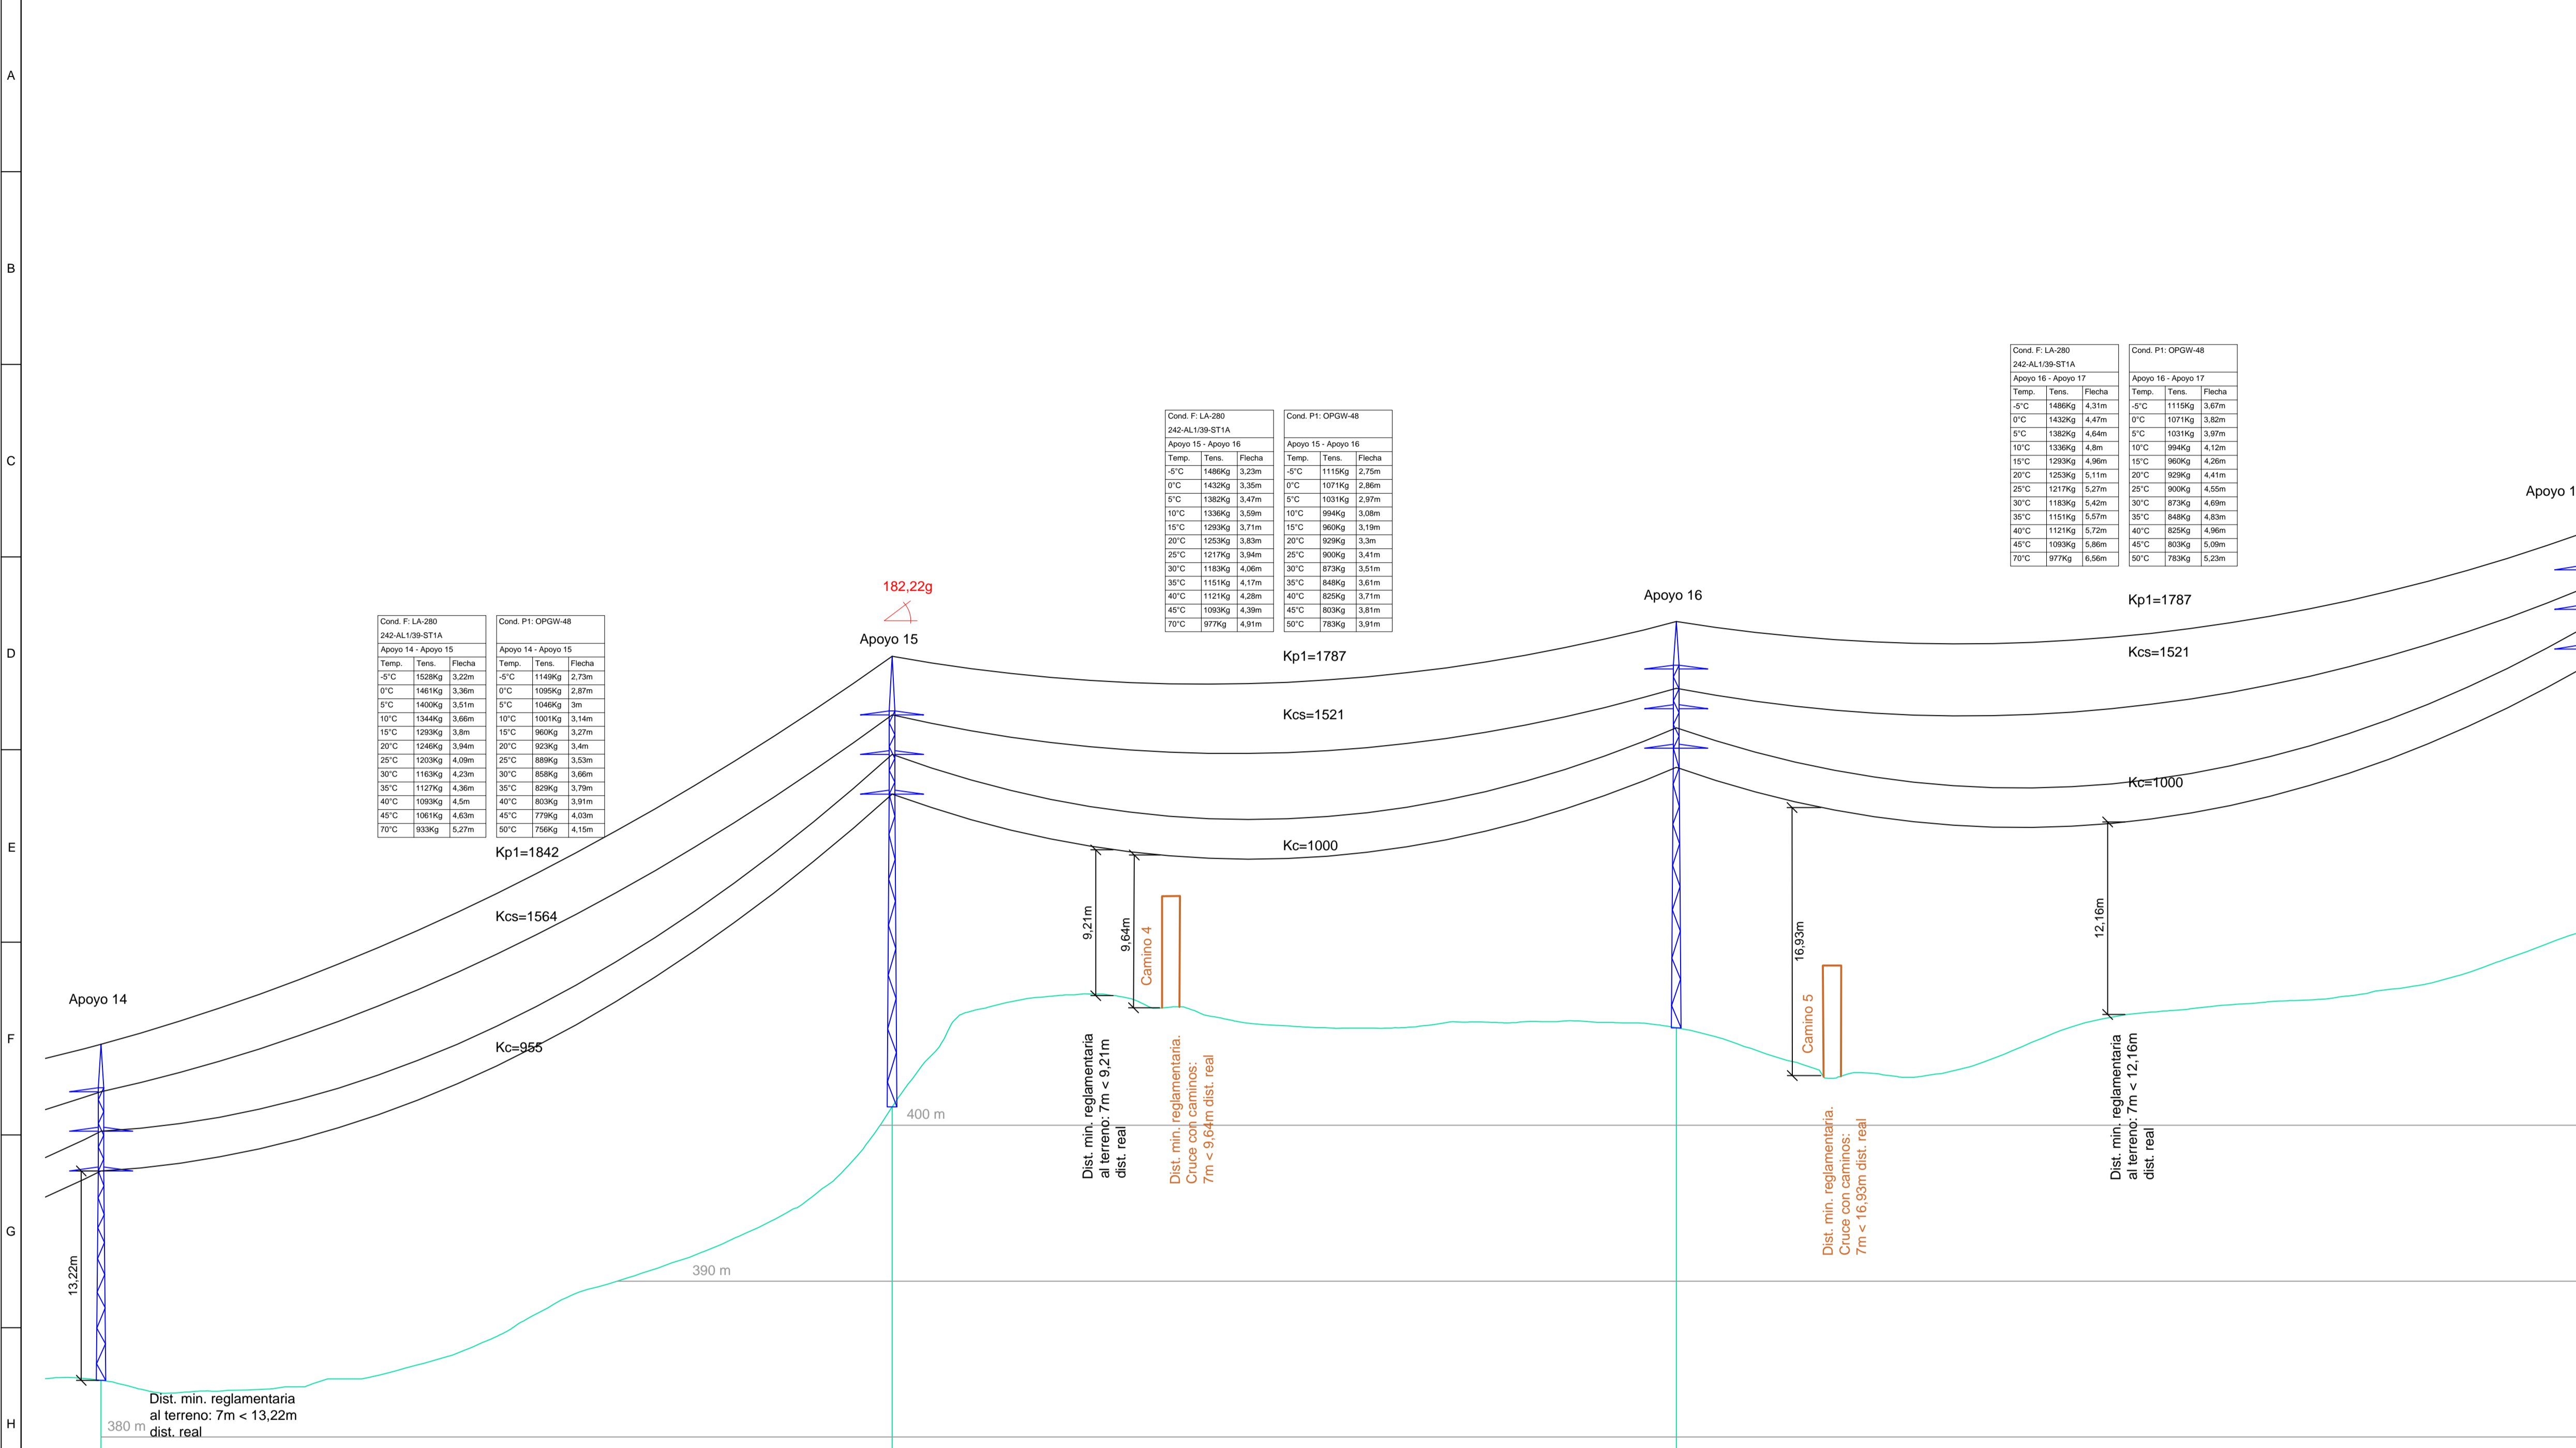 A
B
C
D
E
F
G
H
Apoyo 14
Cond. F: LA-280
242-AL1/39-ST1A
Apoyo 14 - Apoyo 15
Temp. Tens. Flecha
-5°C 1528Kg 3,22m
0°C 1461Kg 3,36m
5°C 1400Kg 3,51m
10°C 1344Kg 3,66m
15°C 1293Kg 3,8m
20°C 1246Kg 3,94m
25°C 1203Kg 4,09m
30°C 1163Kg 4,23m
35°C 1127Kg 4,36m
40°C 1093Kg 4,5m
45°C 1061Kg 4,63m
70°C 933Kg 5,27m
Cond. P1: OPGW-48
Apoyo 14 - Apoyo 15
Temp. Tens. Flecha
-5°C 1149Kg 2,73m
0°C 1095Kg 2,87m
5°C 1046Kg 3m
10°C 1001Kg 3,14m
15°C 960Kg 3,27m
20°C 923Kg 3,4m
25°C 889Kg 3,53m
30°C 858Kg 3,66m
35°C 829Kg 3,79m
40°C 803Kg 3,91m
45°C 779Kg 4,03m
50°C 756Kg 4,15m
Kp1=1842
Kcs=1564
Kc=955
13,22m
Dist. min. reglamentaria
al terreno: 7m < 13,22m
dist. real
380 m
390 m
400 m
182,22g
Apoyo 15
Cond. F: LA-280
242-AL1/39-ST1A
Apoyo 15 - Apoyo 16
Temp. Tens. Flecha
-5°C 1486Kg 3,23m
0°C 1432Kg 3,35m
5°C 1382Kg 3,47m
10°C 1336Kg 3,59m
15°C 1293Kg 3,71m
20°C 1253Kg 3,83m
25°C 1217Kg 3,94m
30°C 1183Kg 4,06m
35°C 1151Kg 4,17m
40°C 1121Kg 4,28m
45°C 1093Kg 4,39m
70°C 977Kg 4,91m
Cond. P1: OPGW-48
Apoyo 15 - Apoyo 16
Temp. Tens. Flecha
-5°C 1115Kg 2,75m
0°C 1071Kg 2,86m
5°C 1031Kg 2,97m
10°C 994Kg 3,08m
15°C 960Kg 3,19m
20°C 929Kg 3,3m
25°C 900Kg 3,41m
30°C 873Kg 3,51m
35°C 848Kg 3,61m
40°C 825Kg 3,71m
45°C 803Kg 3,81m
50°C 783Kg 3,91m
Kp1=1787
Kcs=1521
Kc=1000
9,21m
9,64m
Camino 4
Dist. min. reglamentaria
al terreno: 7m < 9,21m
dist. real
Dist. min. reglamentaria.
Cruce con caminos:
7m < 9,64m dist. real
Apoyo 16
Cond. F: LA-280
242-AL1/39-ST1A
Apoyo 16 - Apoyo 17
Temp. Tens. Flecha
-5°C 1486Kg 4,31m
0°C 1432Kg 4,47m
5°C 1382Kg 4,64m
10°C 1336Kg 4,8m
15°C 1293Kg 4,96m
20°C 1253Kg 5,11m
25°C 1217Kg 5,27m
30°C 1183Kg 5,42m
35°C 1151Kg 5,57m
40°C 1121Kg 5,72m
45°C 1093Kg 5,86m
70°C 977Kg 6,56m
Cond. P1: OPGW-48
Apoyo 16 - Apoyo 17
Temp. Tens. Flecha
-5°C 1115Kg 3,67m
0°C 1071Kg 3,82m
5°C 1031Kg 3,97m
10°C 994Kg 4,12m
15°C 960Kg 4,26m
20°C 929Kg 4,41m
25°C 900Kg 4,55m
30°C 873Kg 4,69m
35°C 848Kg 4,83m
40°C 825Kg 4,96m
45°C 803Kg 5,09m
50°C 783Kg 5,23m
Kp1=1787
Kcs=1521
Kc=1000
16,93m
Camino 5
Dist. min. reglamentaria.
Cruce con caminos:
7m < 16,93m dist. real
12,16m
Dist. min. reglamentaria
al terreno: 7m < 12,16m
dist. real
Apoyo 1